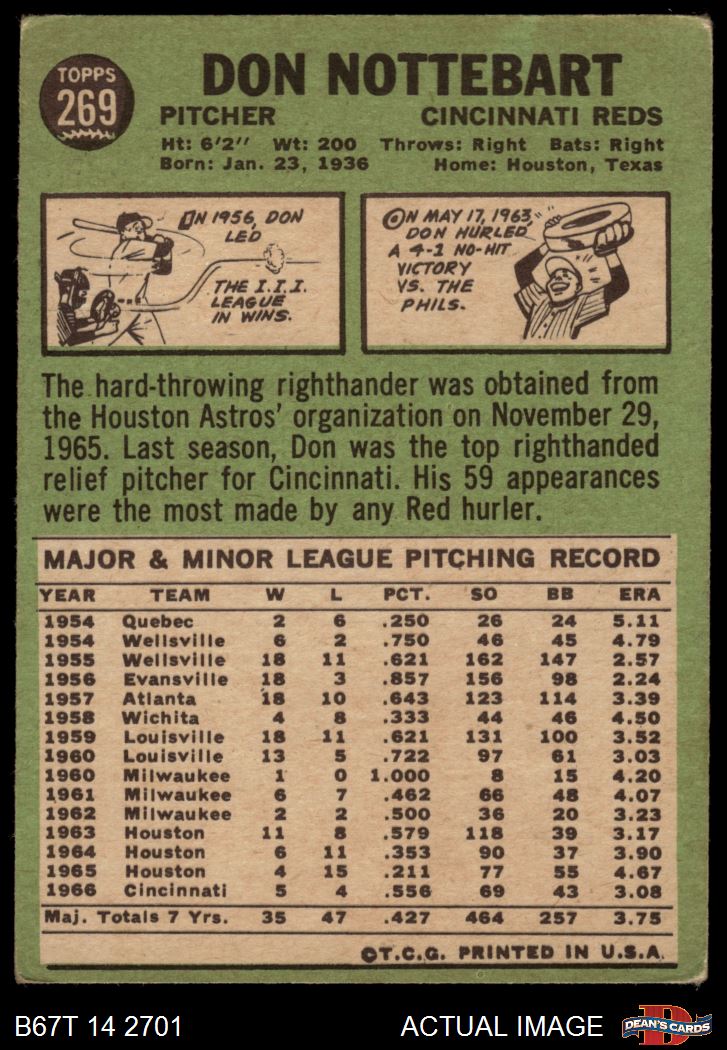 TOPPS
269
DON NOTTEBART
PITCHER CINCINNATI REDS
Ht: 6'2" Wt: 200 Throws: Right Bats: Right
Born: Jan. 23, 1936 Home: Houston, Texas
IN 1956, DON
LED
THE I.I.I.
LEAGUE
IN WINS.
ON MAY 17, 1963,
DON HURLED
A 4-1 NO-HIT
VICTORY
VS. THE
PHILS.
The hard-throwing righthander was obtained from
the Houston Astros' organization on November 29,
1965. Last season, Don was the top righthanded
relief pitcher for Cincinnati. His 59 appearances
were the most made by any Red hurler.
MAJOR & MINOR LEAGUE PITCHING RECORD
YEAR TEAM W L PCT. SO BB ERA
1954 Quebec 2 6 .250 26 24 5.11
1954 Wellsville 6 2 .750 46 45 4.79
1955 Wellsville 18 11 .621 162 147 2.57
1956 Evansville 18 3 .857 156 98 2.24
1957 Atlanta 18 10 .643 123 114 3.39
1958 Wichita 4 8 .333 44 46 4.50
1959 Louisville 18 11 .621 131 100 3.52
1960 Louisville 13 5 .722 97 61 3.03
1960 Milwaukee 1 0 1.000 8 15 4.20
1961 Milwaukee 6 7 .462 66 48 4.07
1962 Milwaukee 2 2 .500 36 20 3.23
1963 Houston 11 8 .579 118 39 3.17
1964 Houston 6 11 .353 90 37 3.90
1965 Houston 4 15 .211 77 55 4.67
1966 Cincinnati 5 4 .556 69 43 3.08
Maj. Totals 7 Yrs. 35 47 .427 464 257 3.75
©T.C.G. PRINTED IN U.S.A.
B67T 14 2701 ACTUAL IMAGE
D
DEAN'S CARDS